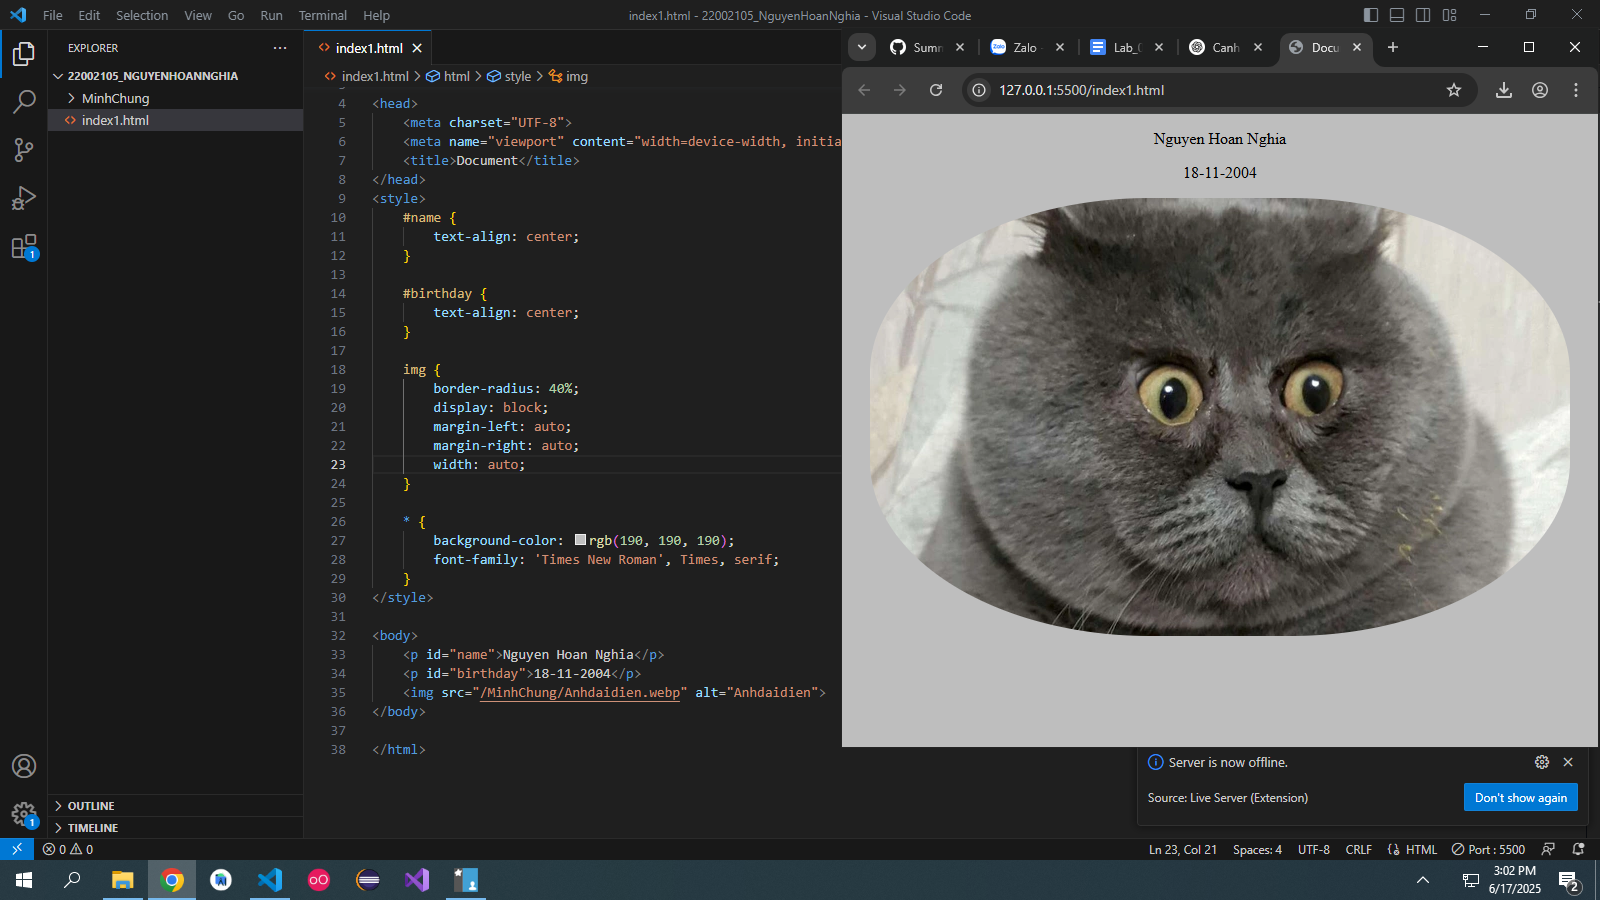 File Edit Selection View Go Run Terminal Help
index1.html - 22002105_NguyenHoanNghia - Visual Studio Code
EXPLORER
22002105_NGUYENHOANNGHIA
MinhChung
index1.html
OUTLINE
TIMELINE
index1.html
index1.html > html > style > img
4 <head>
5 <meta charset="UTF-8">
6 <meta name="viewport" content="width=device-width, initia
7 <title>Document</title>
8 </head>
9 <style>
10 #name {
11 text-align: center;
12 }
13
14 #birthday {
15 text-align: center;
16 }
17
18 img {
19 border-radius: 40%;
20 display: block;
21 margin-left: auto;
22 margin-right: auto;
23 width: auto;
24 }
25
26 * {
27 background-color: rgb(190, 190, 190);
28 font-family: 'Times New Roman', Times, serif;
29 }
30 </style>
31
32 <body>
33 <p id="name">Nguyen Hoan Nghia</p>
34 <p id="birthday">18-11-2004</p>
35 <img src="/MinhChung/Anhdaidien.webp" alt="Anhdaidien">
36 </body>
37
38 </html>
Summ
Zalo
Lab_
Canh
Docu
127.0.0.1:5500/index1.html
Nguyen Hoan Nghia
18-11-2004
Server is now offline.
Source: Live Server (Extension)
Don't show again
1
1
0 0
Ln 23, Col 21 Spaces: 4 UTF-8 CRLF HTML Port : 5500
3:02 PM
6/17/2025
2